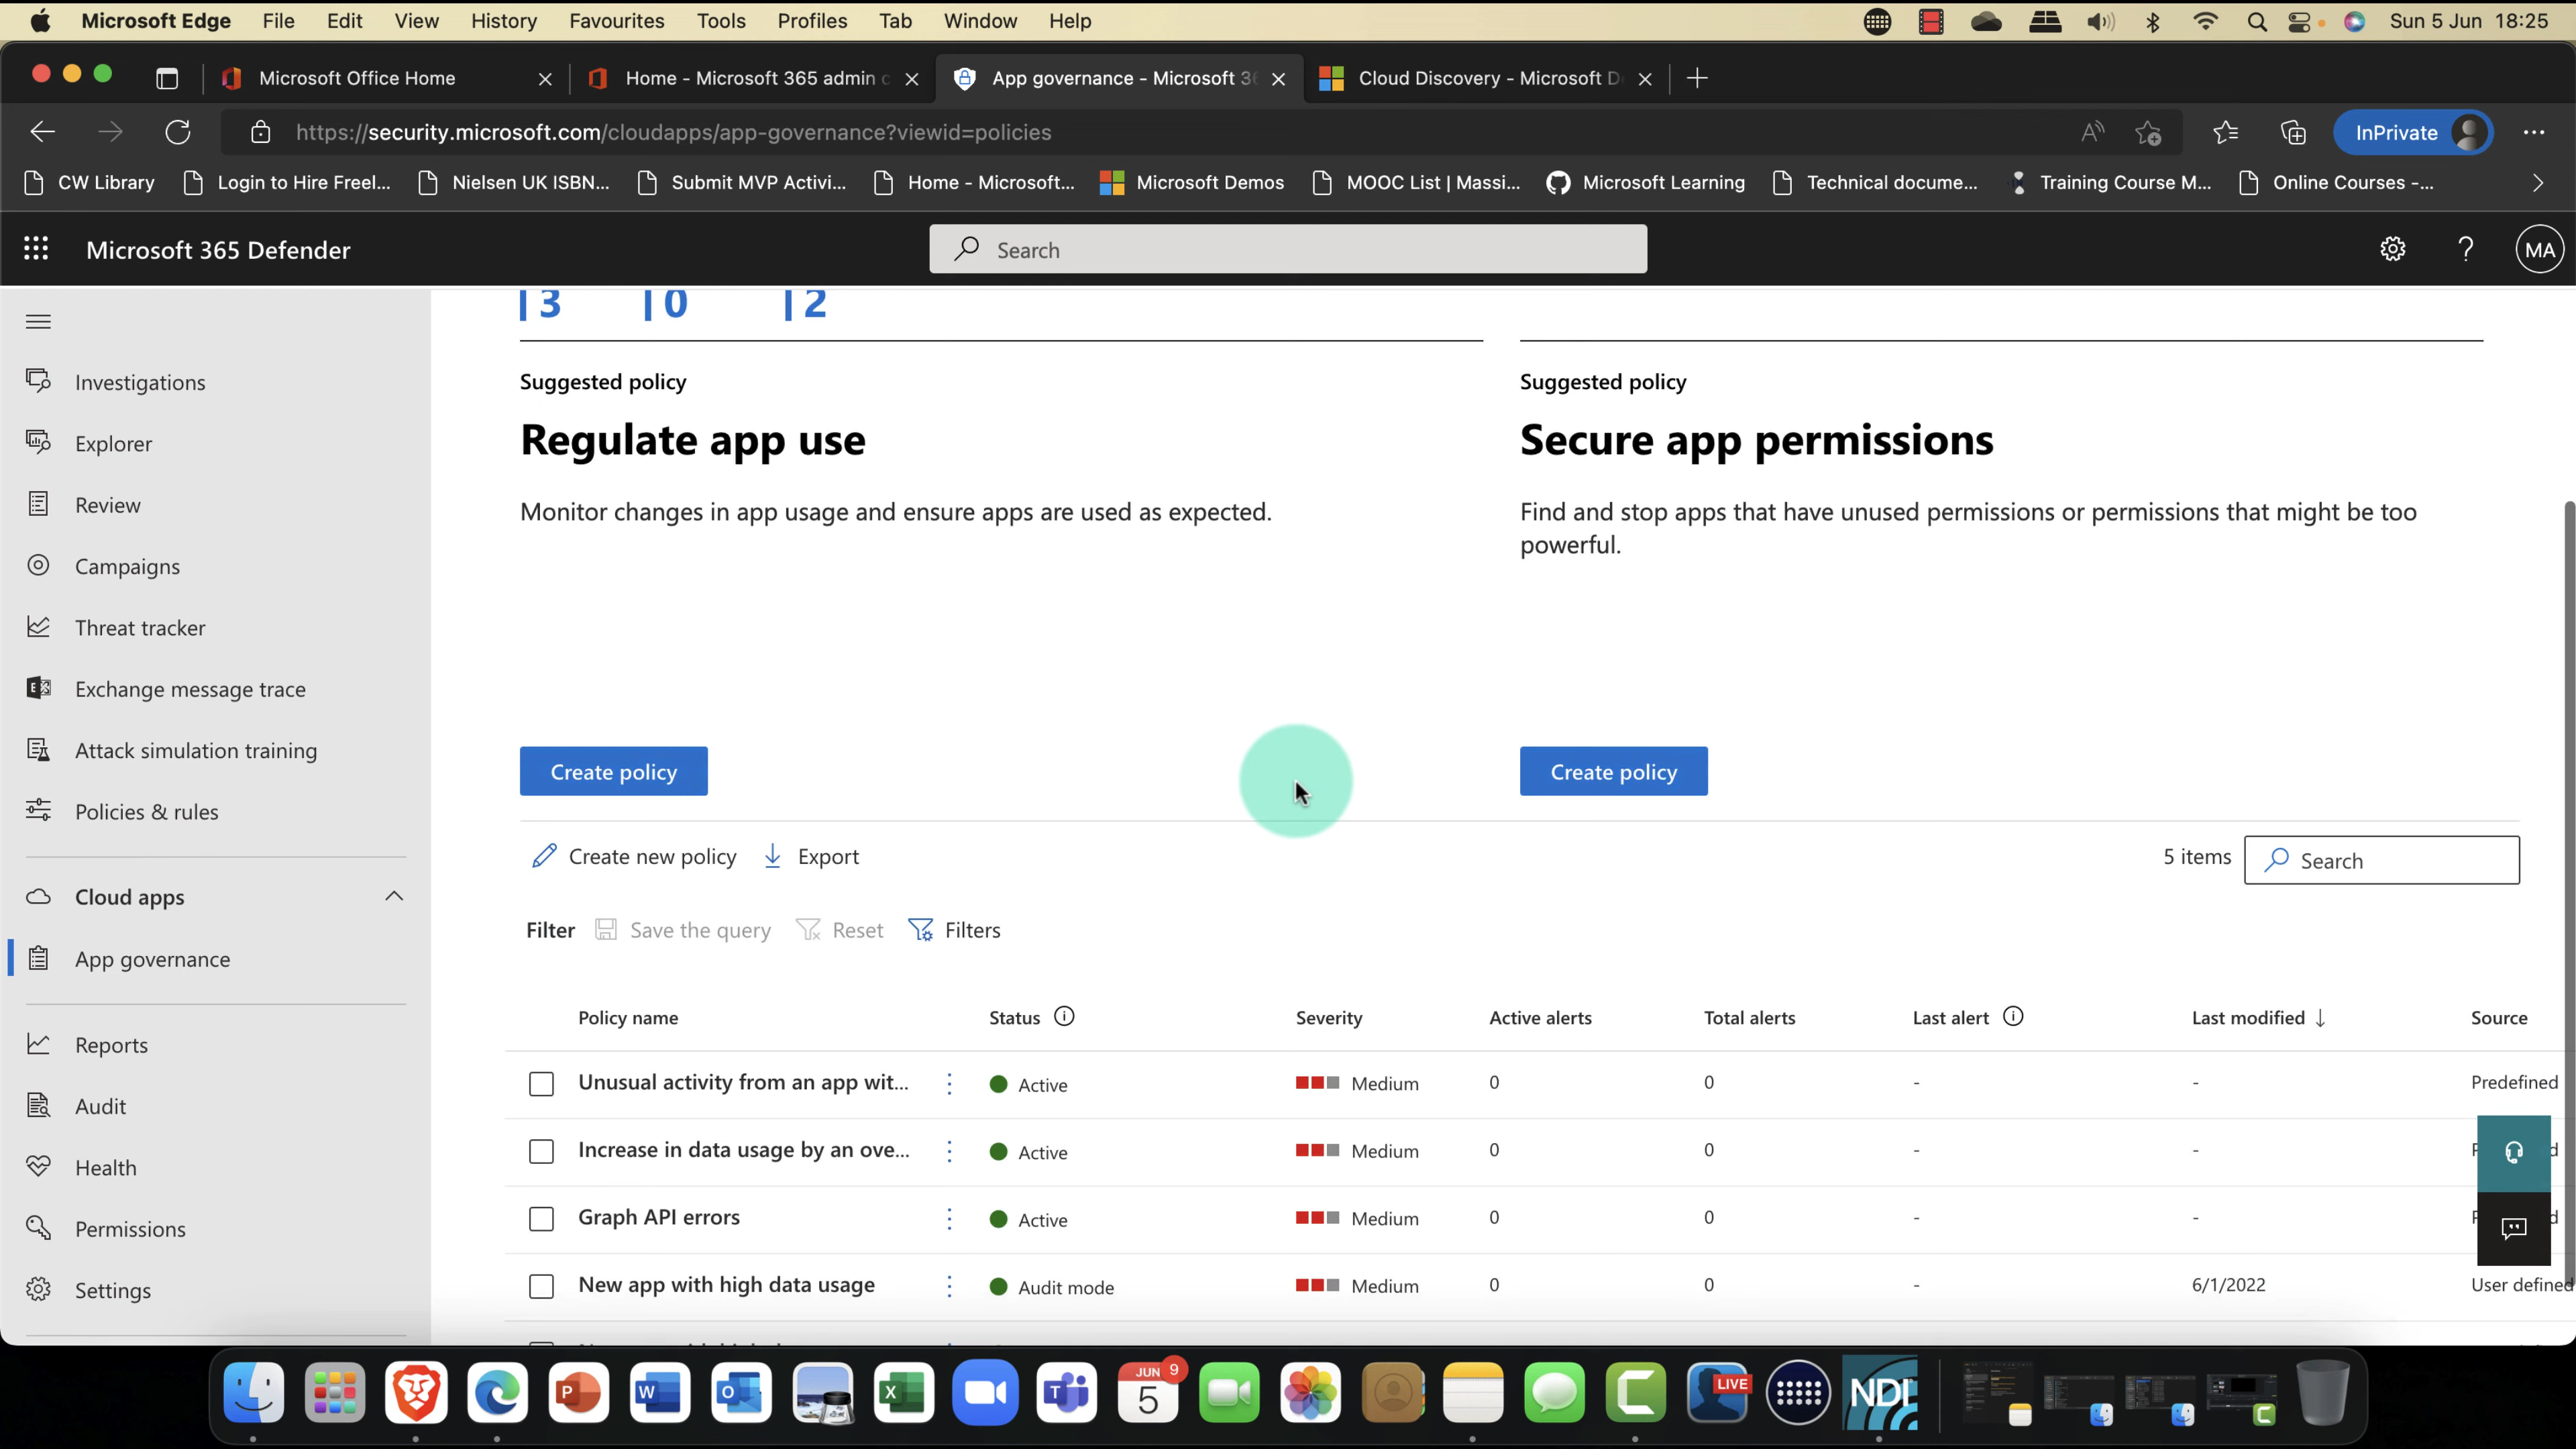 Microsoft Edge File Edit View History Favourites Tools Profiles Tab Window Help Sun 5 Jun 18:25
Microsoft Office Home Home - Microsoft 365 admin c App governance - Microsoft 36 Cloud Discovery - Microsoft D
https://security.microsoft.com/cloudapps/app-governance?viewid=policies InPrivate
CW Library Login to Hire Freel... Nielsen UK ISBN... Submit MVP Activi... Home - Microsoft... Microsoft Demos MOOC List | Massi... Microsoft Learning Technical docume... Training Course M... Online Courses -...
Microsoft 365 Defender Search ? MA
3 0 2
Investigations
Explorer
Review
Campaigns
Threat tracker
Exchange message trace
Attack simulation training
Policies & rules
Cloud apps
App governance
Reports
Audit
Health
Permissions
Settings
Suggested policy
Regulate app use
Monitor changes in app usage and ensure apps are used as expected.
Create policy
Suggested policy
Secure app permissions
Find and stop apps that have unused permissions or permissions that might be too
powerful.
Create policy
Create new policy Export 5 items Search
Filter Save the query Reset Filters
Policy name Status Severity Active alerts Total alerts Last alert Last modified Source
Unusual activity from an app wit... Active Medium 0 0 - - Predefined
Increase in data usage by an ove... Active Medium 0 0 - -
Graph API errors Active Medium 0 0 - -
New app with high data usage Audit mode Medium 0 0 - 6/1/2022 User defined
P W O X T JUN 9 5 C LIVE NDI